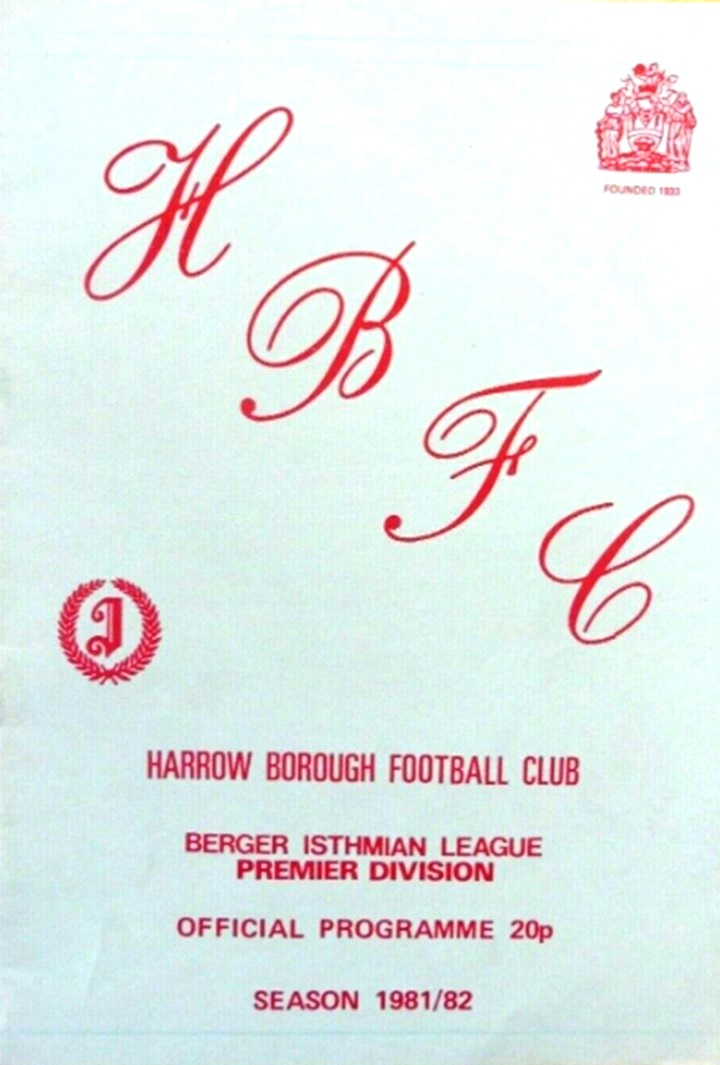 FOUNDED 1933
H
B
F
C
I
HARROW BOROUGH FOOTBALL CLUB
BERGER ISTHMIAN LEAGUE
PREMIER DIVISION
OFFICIAL PROGRAMME 20p
SEASON 1981/82